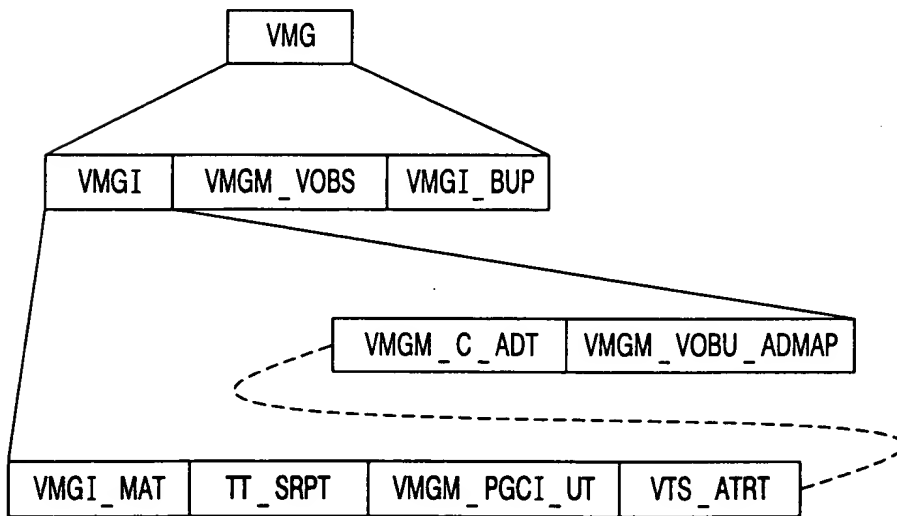 VMG
VMGI VMGM_VOBS VMGI_BUP
VMGM_C_ADT VMGM_VOBU_ADMAP
VMGI_MAT TT_SRPT VMGM_PGCI_UT VTS_ATRT